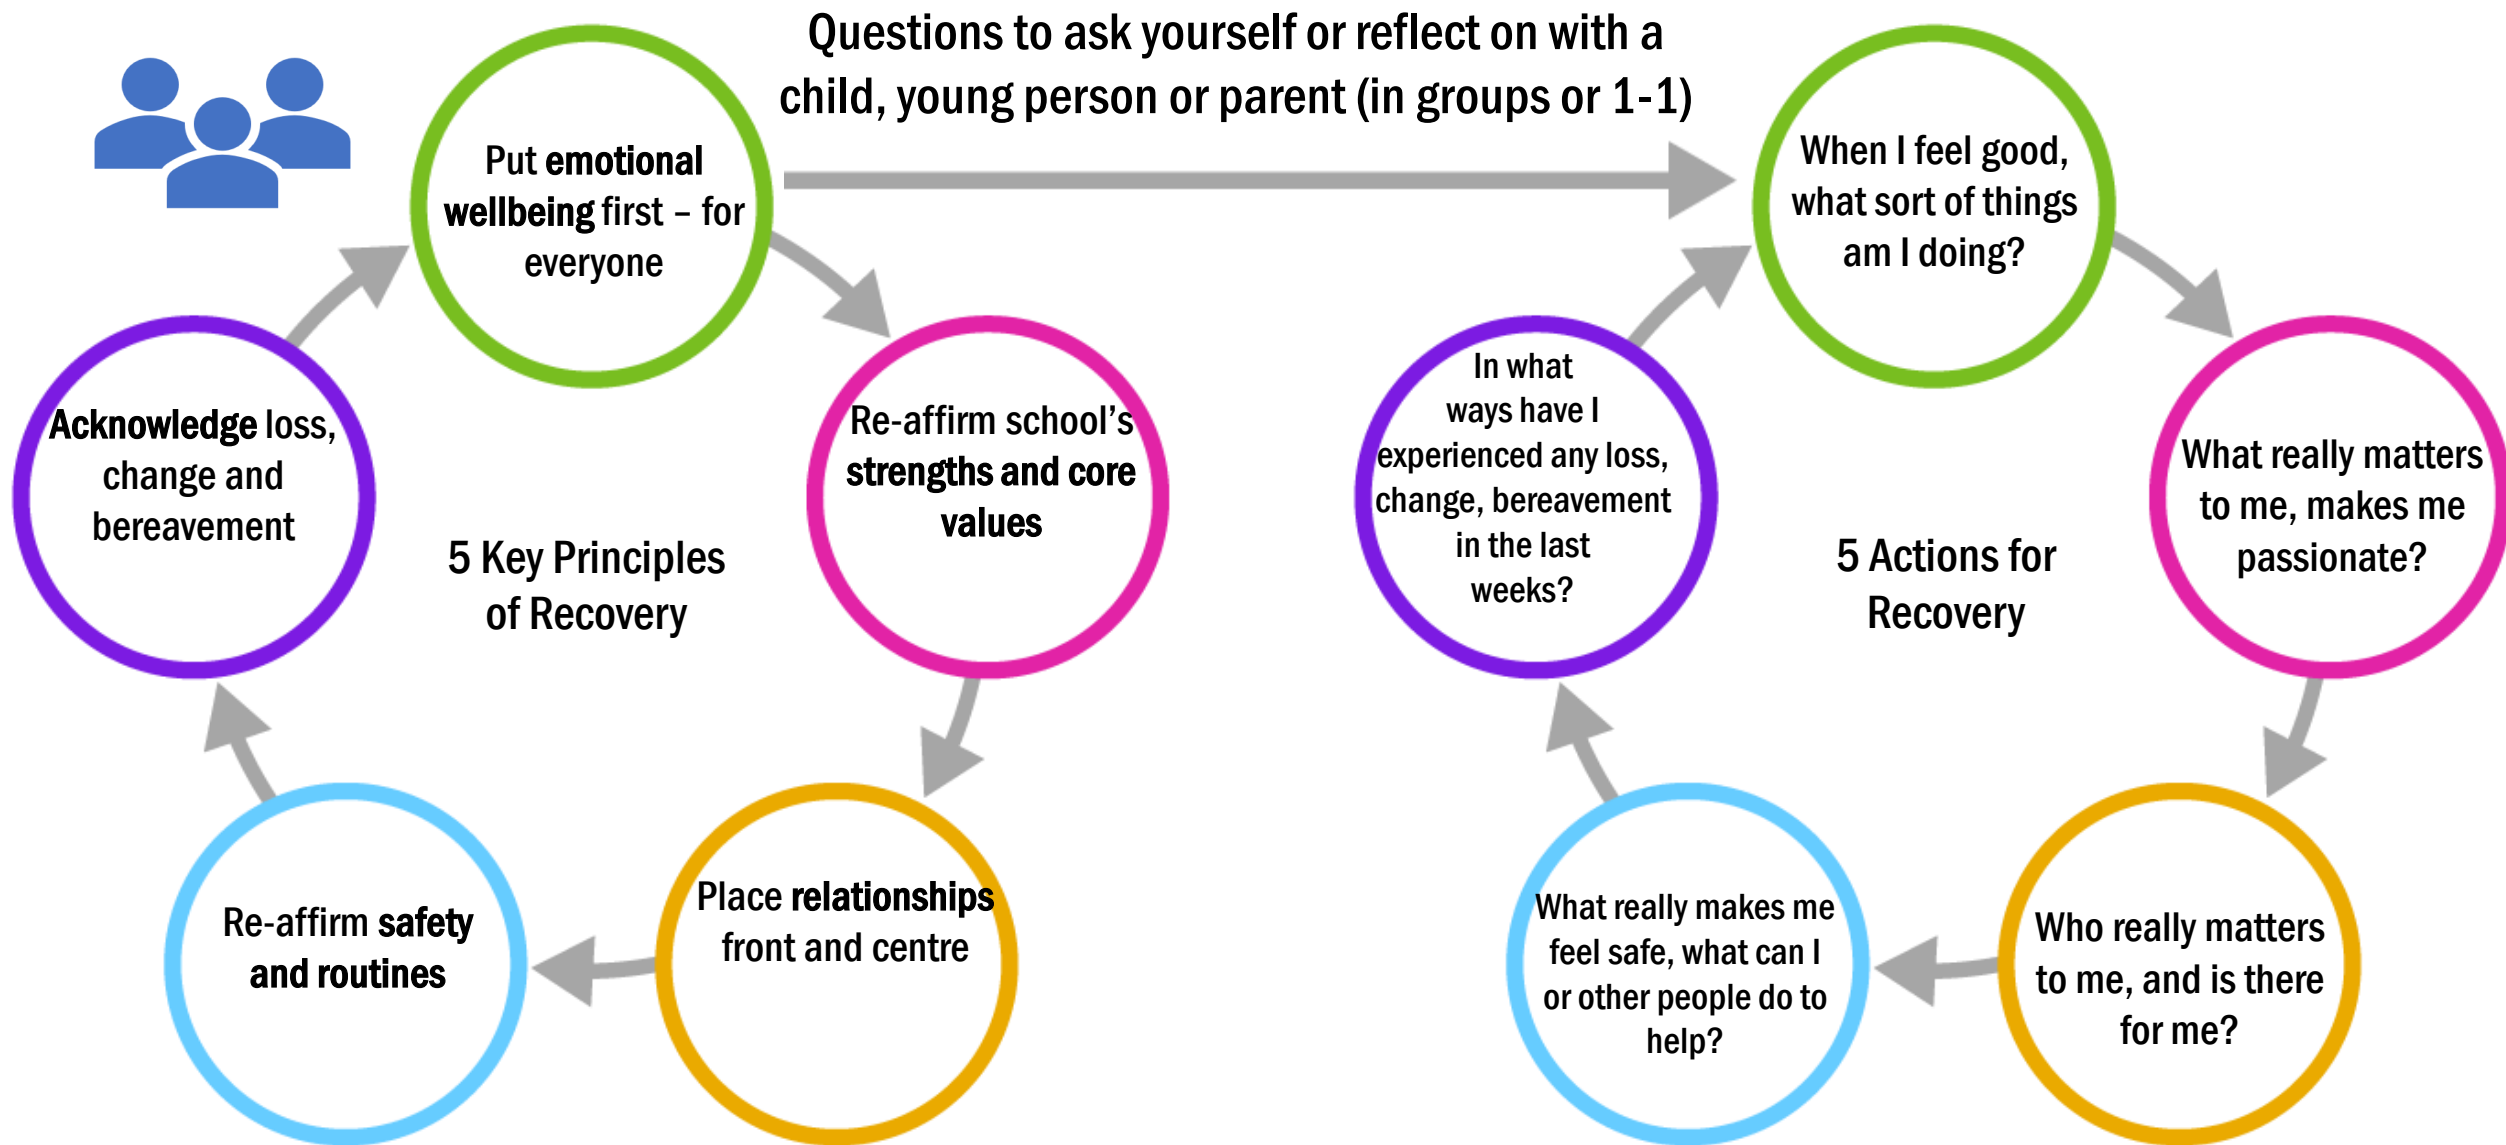 Questions to ask yourself or reflect on with a
child, young person or parent (in groups or 1-1)
Put emotional
wellbeing first – for
everyone
Re-affirm school’s
strengths and core
values
Place relationships
front and centre
Re-affirm safety
and routines
Acknowledge loss,
change and
bereavement
5 Key Principles
of Recovery
When I feel good,
what sort of things
am I doing?
What really matters
to me, makes me
passionate?
Who really matters
to me, and is there
for me?
What really makes me
feel safe, what can I
or other people do to
help?
In what
ways have I
experienced any loss,
change, bereavement
in the last
weeks?
5 Actions for
Recovery